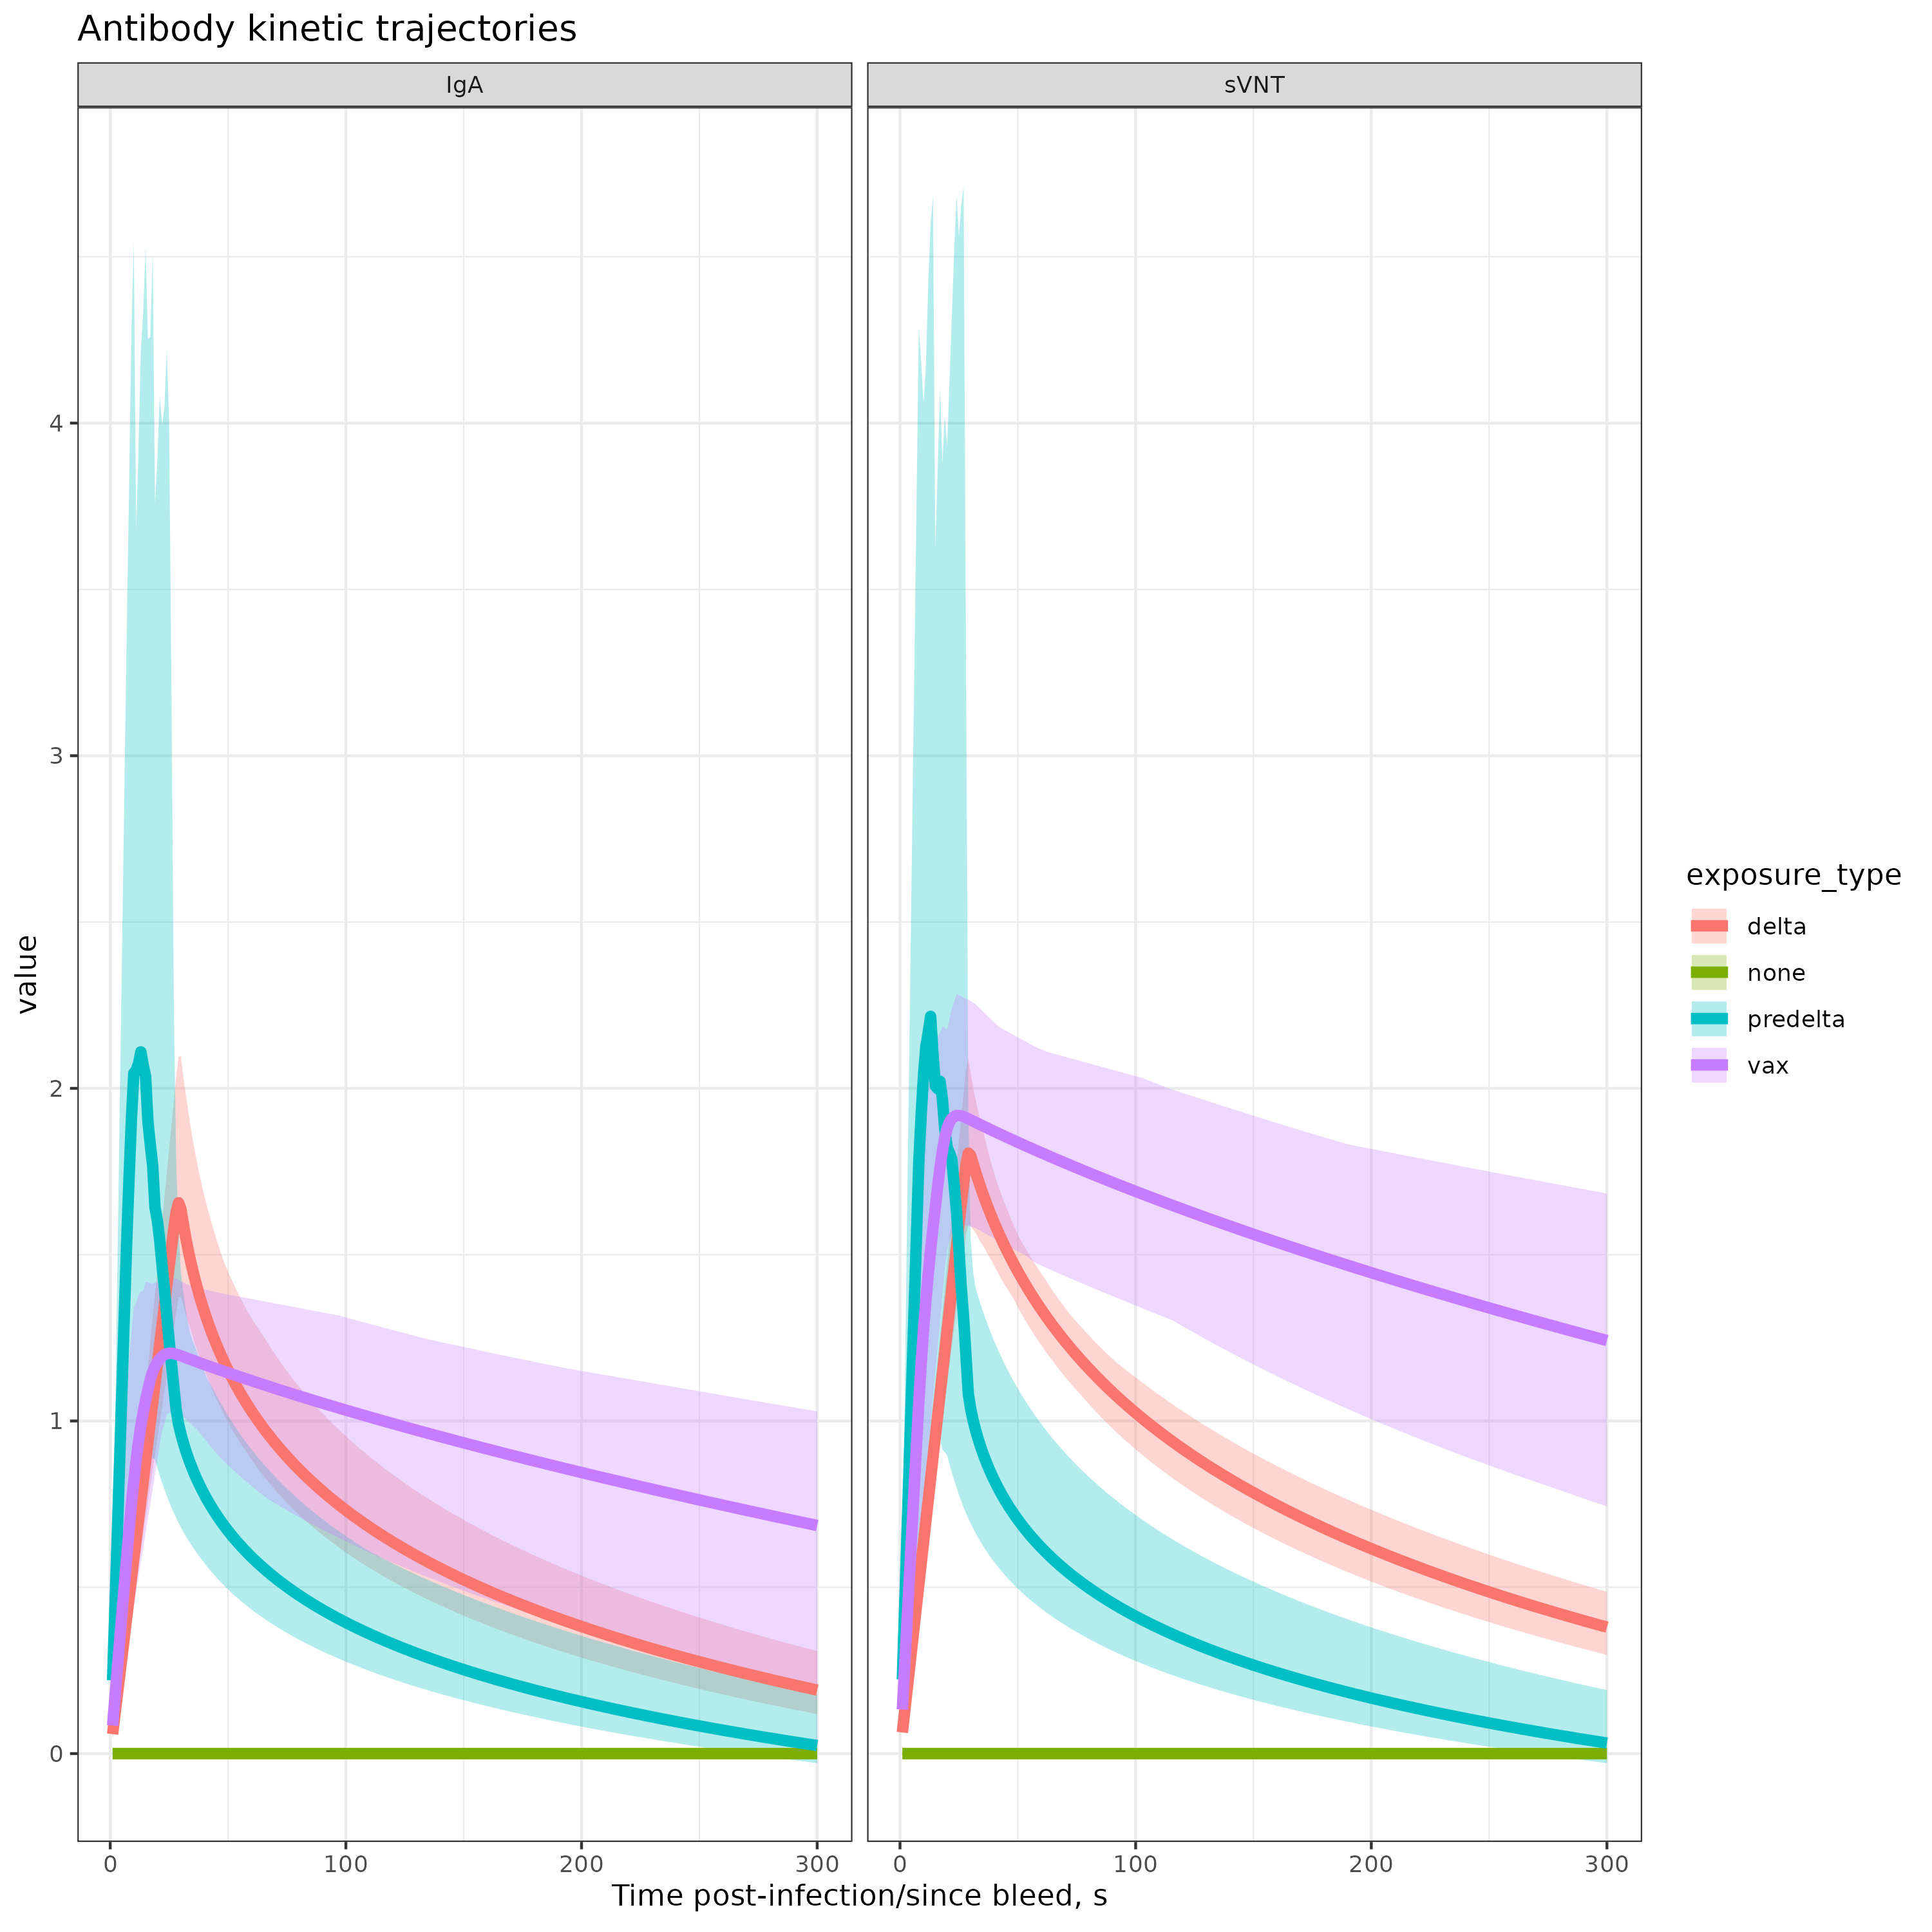 Antibody kinetic trajectories
IgA
sVNT
value
4
3
2
1
0
0 100 200 300
0 100 200 300
Time post-infection/since bleed, s
exposure_type
delta
none
predelta
vax